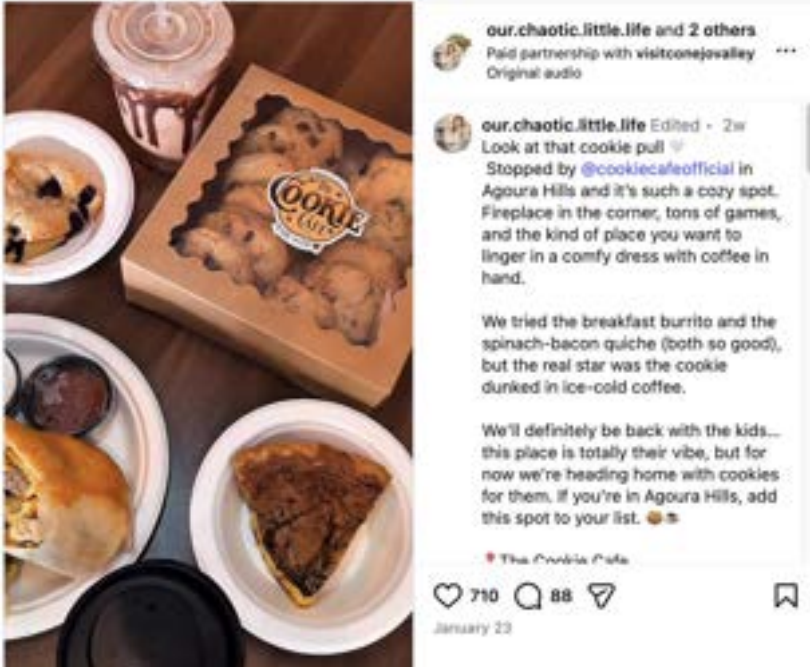 our.chaotic.little.life and 2 others
Paid partnership with visitconejovalley
Original audio
our.chaotic.little.life Edited · 2w
Look at that cookie pull 🤍
Stopped by @cookiecafeofficial in
Agoura Hills and it's such a cozy spot.
Fireplace in the corner, tons of games,
and the kind of place you want to
linger in a comfy dress with coffee in
hand.
We tried the breakfast burrito and the
spinach-bacon quiche (both so good),
but the real star was the cookie
dunked in ice-cold coffee.
We'll definitely be back with the kids...
this place is totally their vibe, but for
now we're heading home with cookies
for them. If you're in Agoura Hills, add
this spot to your list. 🍪☕
📍The Cookie Cafe
710 88
January 23
THE
COOKIE
CAFE